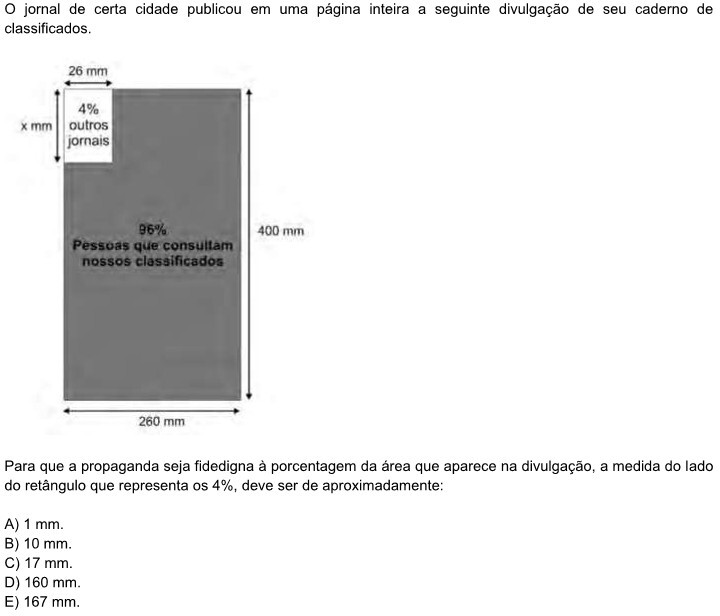 O jornal de certa cidade publicou em uma página inteira a seguinte divulgação de seu caderno de
classificados.
26 mm
4%
outros
jornais
x mm
96%
Pessoas que consultam
nossos classificados
400 mm
260 mm
Para que a propaganda seja fidedigna à porcentagem da área que aparece na divulgação, a medida do lado
do retângulo que representa os 4%, deve ser de aproximadamente:
A) 1 mm.
B) 10 mm.
C) 17 mm.
D) 160 mm.
E) 167 mm.